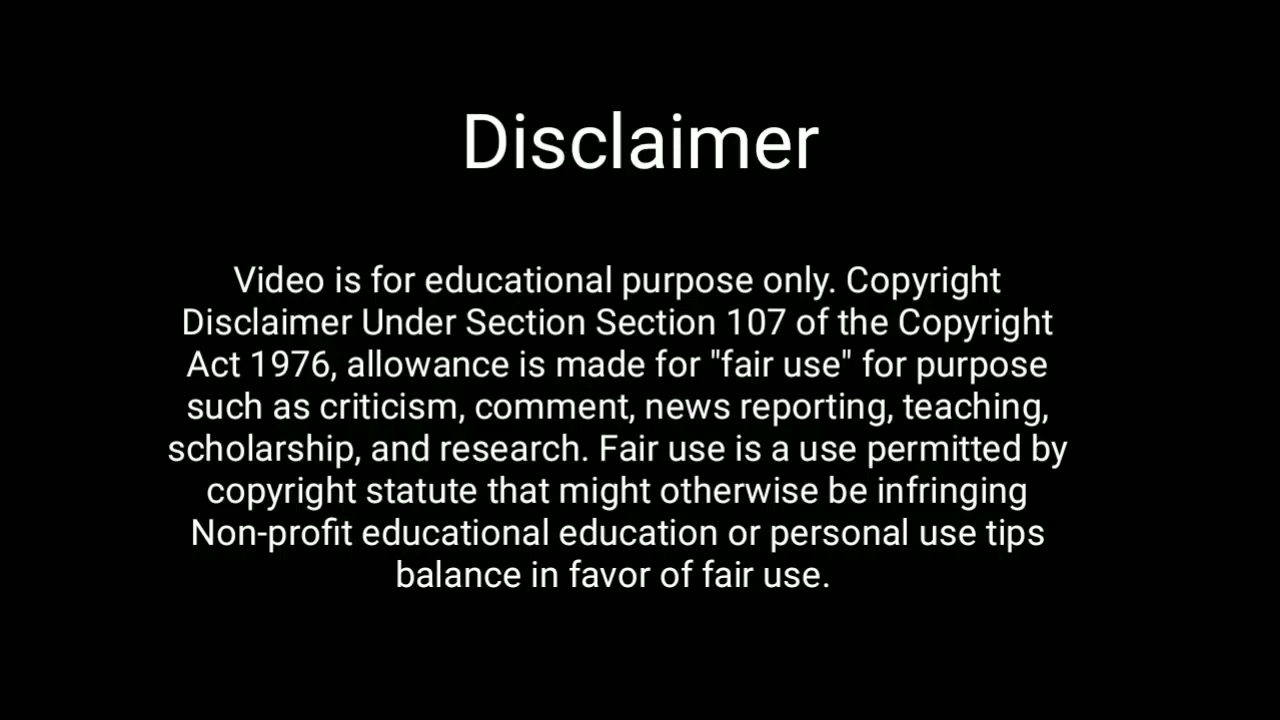 Disclaimer
Video is for educational purpose only. Copyright
Disclaimer Under Section Section 107 of the Copyright
Act 1976, allowance is made for "fair use" for purpose
such as criticism, comment, news reporting, teaching,
scholarship, and research. Fair use is a use permitted by
copyright statute that might otherwise be infringing
Non-profit educational education or personal use tips
balance in favor of fair use.